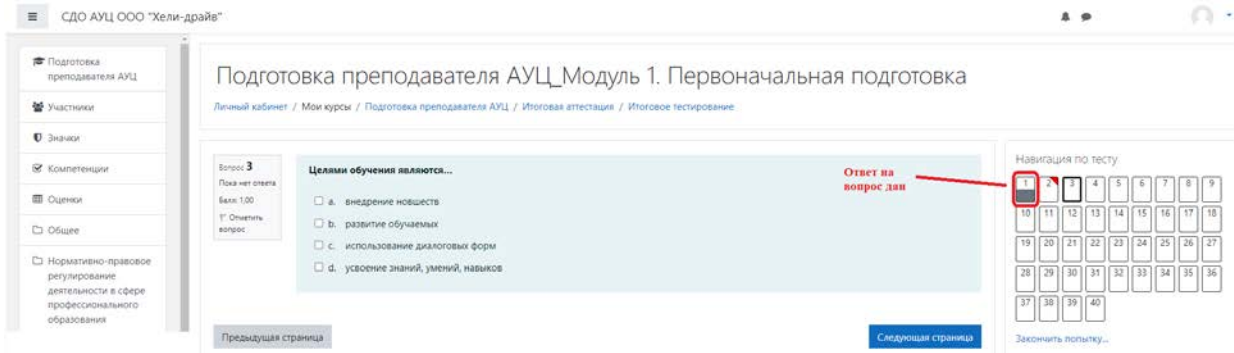 СДО АУЦ ООО "Хели-драйв"
Подготовка
преподавателя АУЦ
Участники
Значки
Компетенции
Оценки
Общее
Нормативно-правовое
регулирование
деятельности в сфере
профессионального
образования
Подготовка преподавателя АУЦ_Модуль 1. Первоначальная подготовка
Личный кабинет / Мои курсы / Подготовка преподавателя АУЦ / Итоговая аттестация / Итоговое тестирование
Вопрос 3
Пока нет ответа
Балл: 1,00
Отметить
вопрос
Целями обучения являются...
a. внедрение новшеств
b. развитие обучаемых
c. использование диалоговых форм
d. усвоение знаний, умений, навыков
Ответ на
вопрос дан
Предыдущая страница
Следующая страница
Навигация по тесту
1 2 3 4 5 6 7 8 9
10 11 12 13 14 15 16 17 18
19 20 21 22 23 24 25 26 27
28 29 30 31 32 33 34 35 36
37 38 39 40
Закончить попытку...